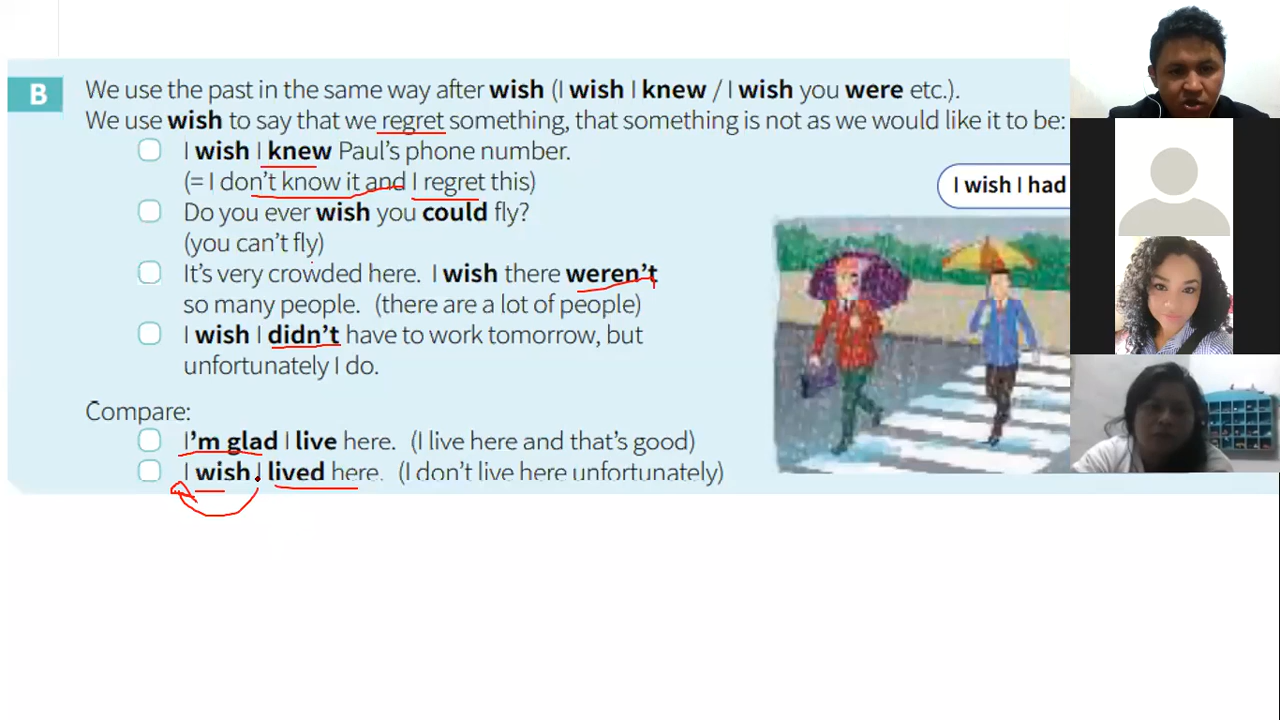 B
We use the past in the same way after wish (I wish I knew / I wish you were etc.).
We use wish to say that we regret something, that something is not as we would like it to be:
I wish I knew Paul's phone number.
(= I don't know it and I regret this)
Do you ever wish you could fly?
(you can't fly)
It's very crowded here. I wish there weren't
so many people. (there are a lot of people)
I wish I didn't have to work tomorrow, but
unfortunately I do.
Compare:
I'm glad I live here. (I live here and that's good)
I wish I lived here. (I don't live here unfortunately)
I wish I had